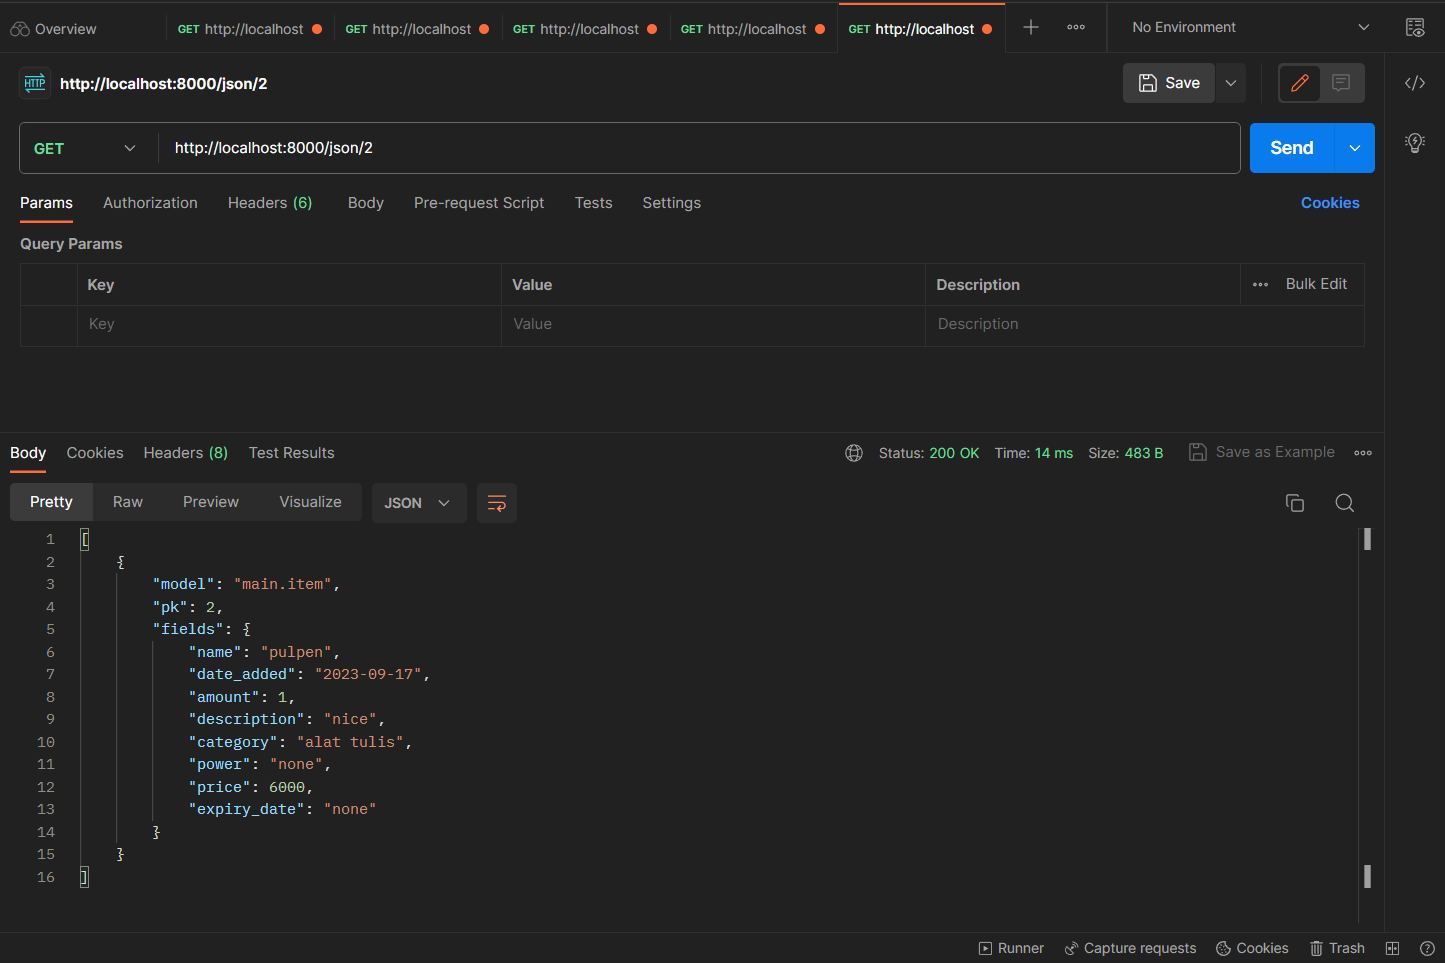 Overview
GET http://localhost
GET http://localhost
GET http://localhost
GET http://localhost
GET http://localhost
No Environment
HTTP http://localhost:8000/json/2
Save
GET http://localhost:8000/json/2
Send
Params Authorization Headers (6) Body Pre-request Script Tests Settings Cookies
Query Params
Key Value Description Bulk Edit
Key Value Description
Body Cookies Headers (8) Test Results Status: 200 OK Time: 14 ms Size: 483 B Save as Example
Pretty Raw Preview Visualize JSON
1 [
2 {
3 "model": "main.item",
4 "pk": 2,
5 "fields": {
6 "name": "pulpen",
7 "date_added": "2023-09-17",
8 "amount": 1,
9 "description": "nice",
10 "category": "alat tulis",
11 "power": "none",
12 "price": 6000,
13 "expiry_date": "none"
14 }
15 }
16 ]
Runner Capture requests Cookies Trash